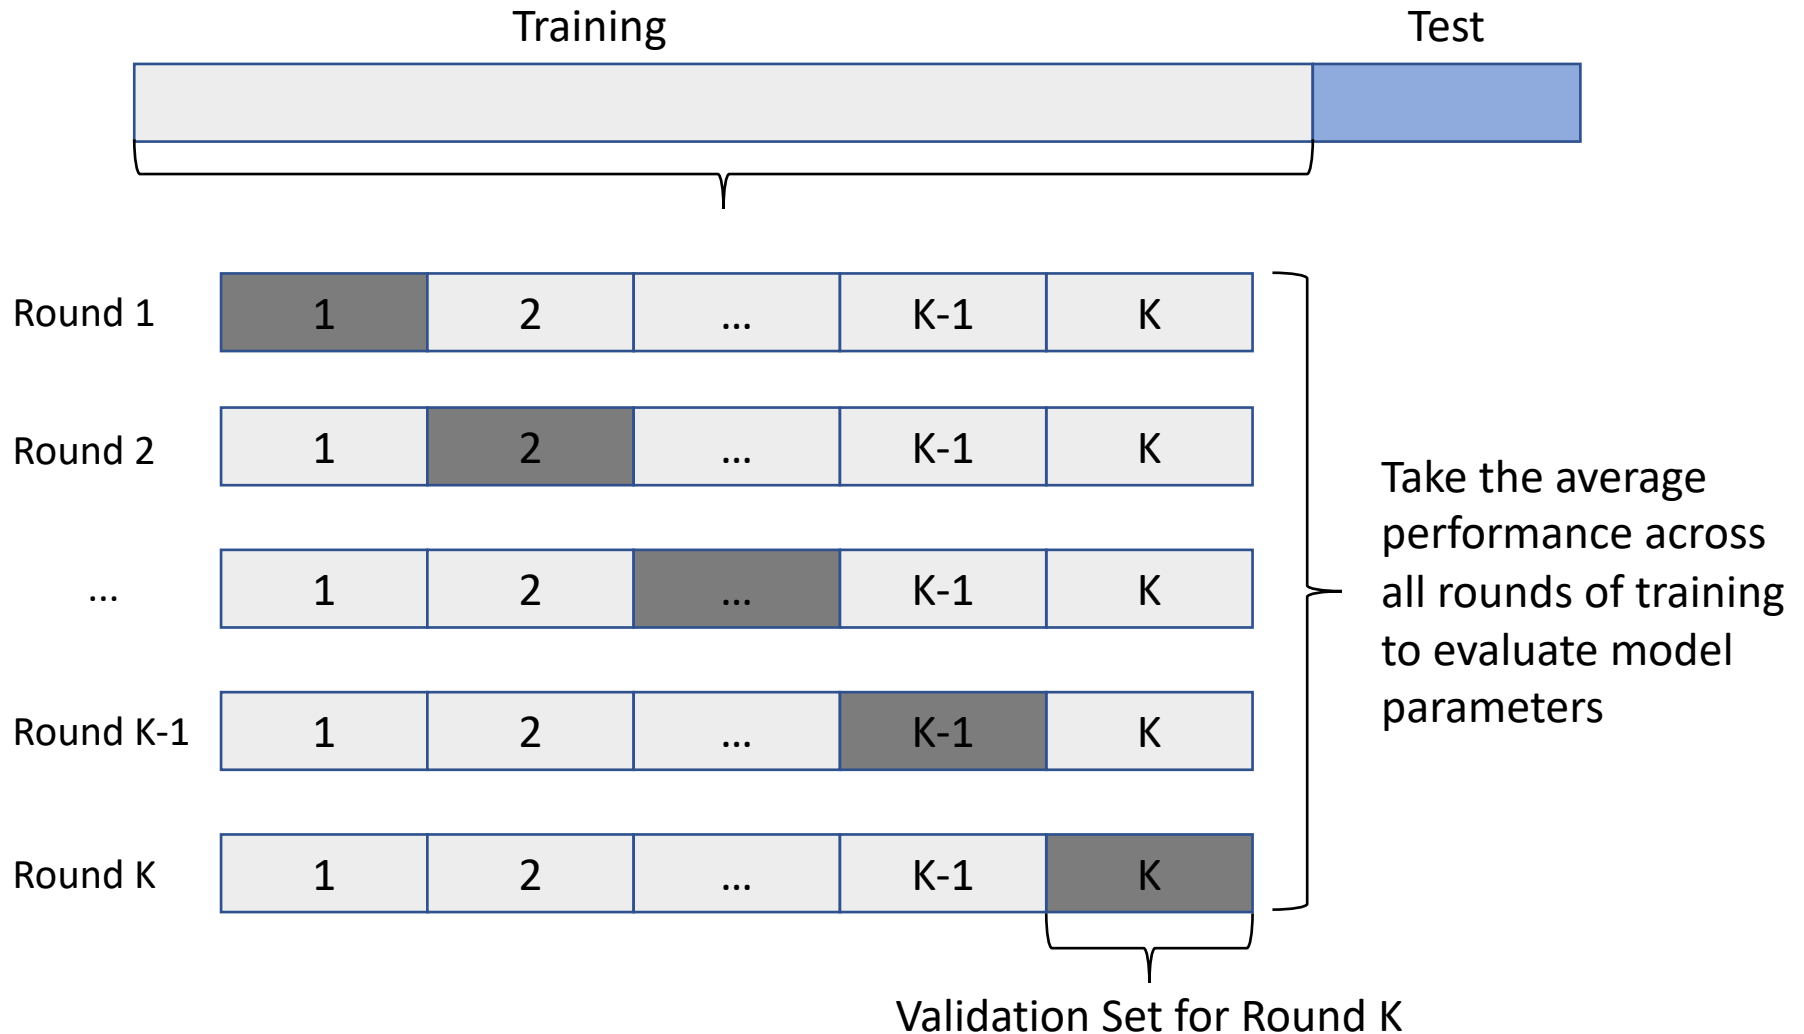 Training Test
Round 1 1 2 ... K-1 K
Round 2 1 2 ... K-1 K
... 1 2 ... K-1 K
Round K-1 1 2 ... K-1 K
Round K 1 2 ... K-1 K
Take the average
performance across
all rounds of training
to evaluate model
parameters
Validation Set for Round K